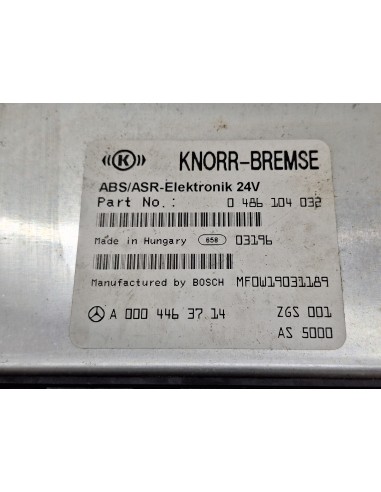 K KNORR-BREMSE
ABS/ASR-Elektronik 24V
Part No.: 0 486 104 032
Made in Hungary 658 03196
Manufactured by BOSCH MFOW19031189
A 000 446 37 14 ZGS 001
AS 5000